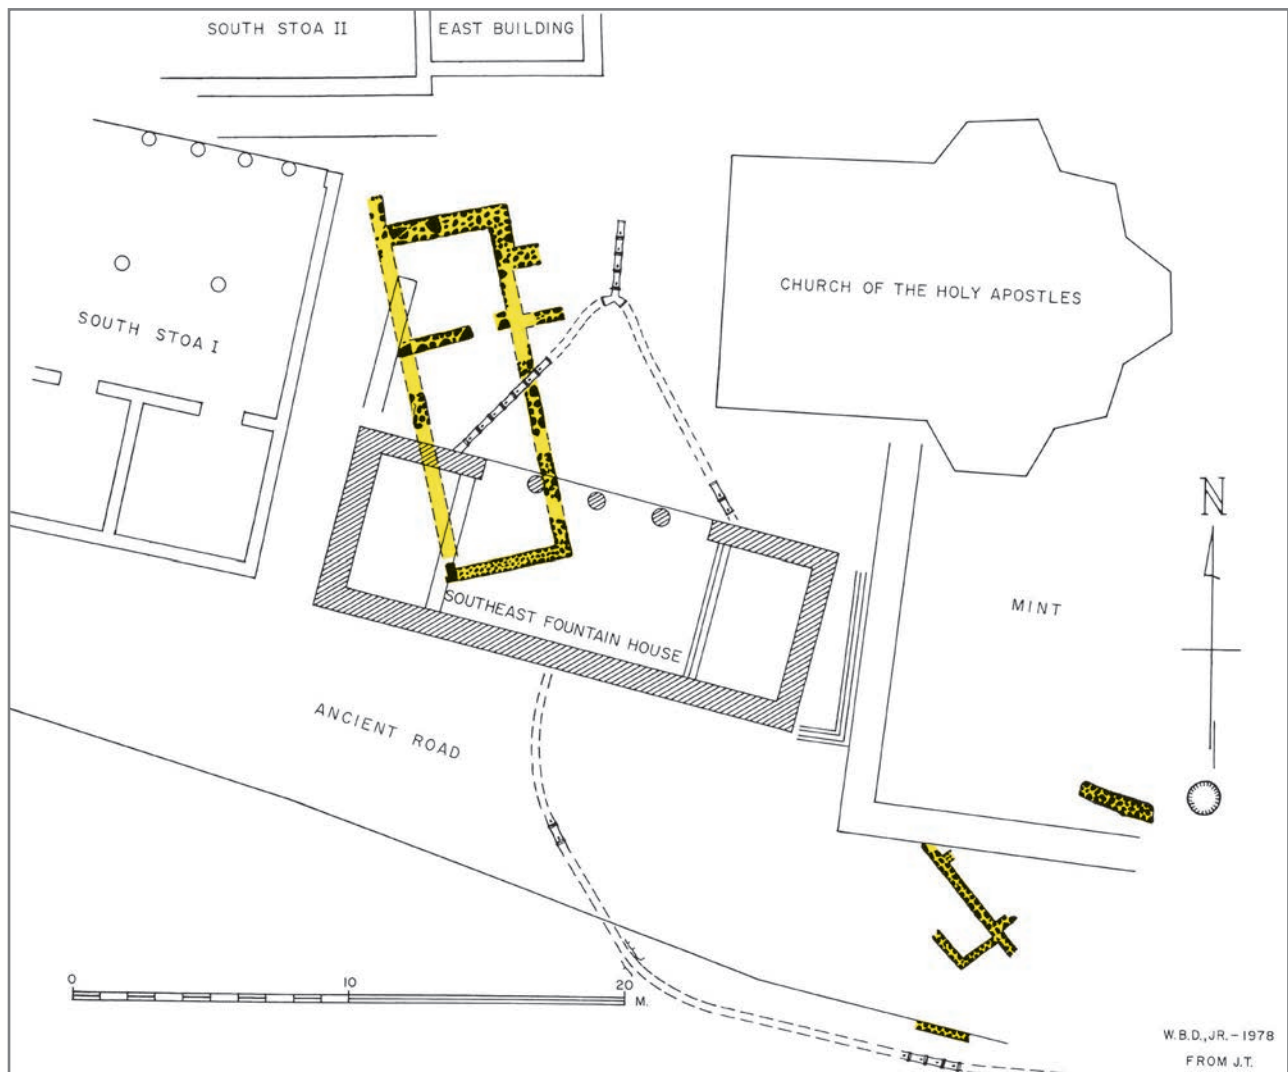 SOUTH STOA II
EAST BUILDING
CHURCH OF THE HOLY APOSTLES
SOUTH STOA I
N
MINT
SOUTHEAST FOUNTAIN HOUSE
ANCIENT ROAD
0 10 20
M.
W.B.D., JR.-1978
FROM J.T.